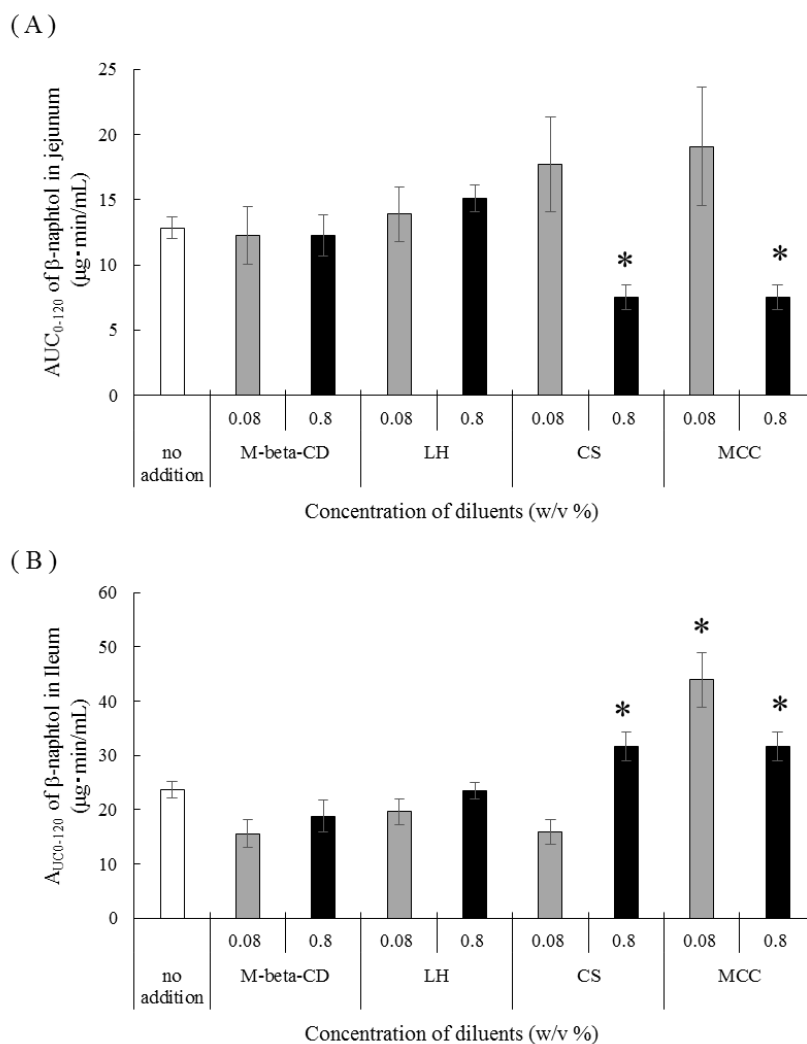 ( A )
AUC0-120 of β-naphtol in jejunum
(µg・min/mL)
25
20
15
10
5
0
*
*
0.08 0.8 0.08 0.8 0.08 0.8 0.08 0.8
no addition M-beta-CD LH CS MCC
Concentration of diluents (w/v %)
( B )
AUC0-120 of β-naphtol in Ileum
(µg・min/mL)
60
50
40
30
20
10
0
*
*
*
0.08 0.8 0.08 0.8 0.08 0.8 0.08 0.8
no addition M-beta-CD LH CS MCC
Concentration of diluents (w/v %)